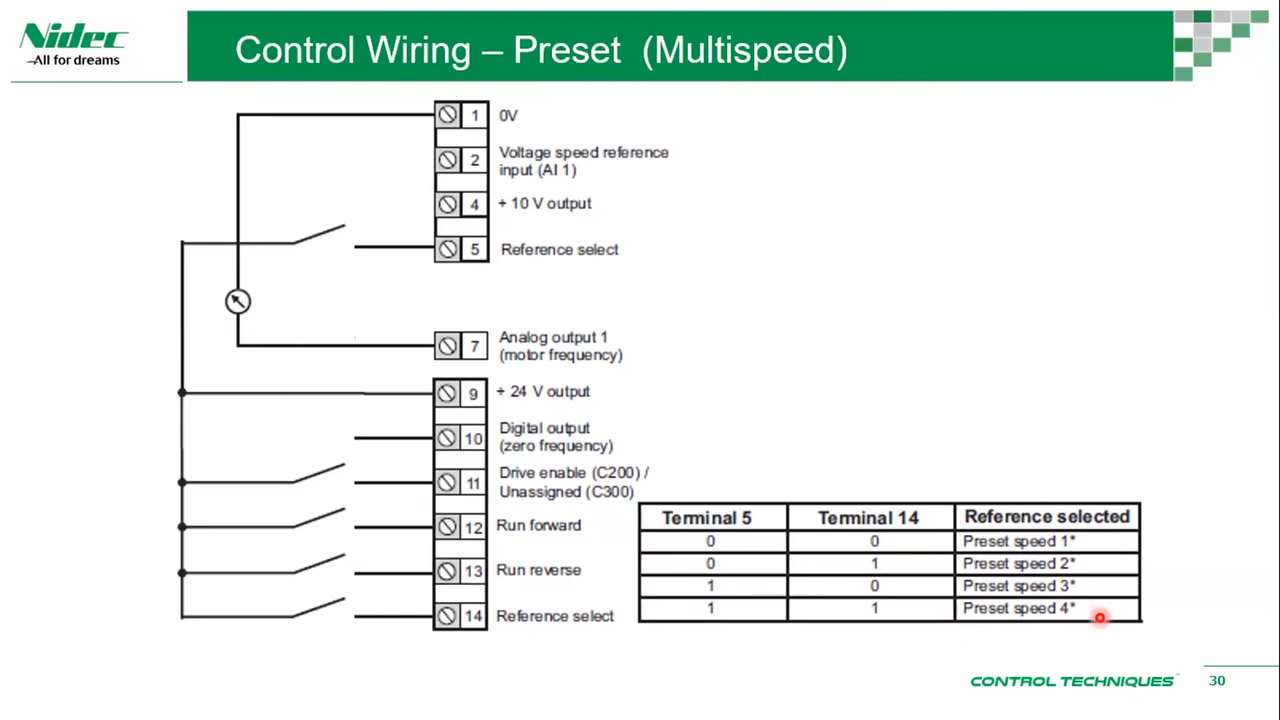 Nidec
All for dreams
Control Wiring – Preset (Multispeed)
1 0V
2 Voltage speed reference
input (AI 1)
4 + 10 V output
5 Reference select
7 Analog output 1
(motor frequency)
9 + 24 V output
10 Digital output
(zero frequency)
11 Drive enable (C200) /
Unassigned (C300)
12 Run forward
13 Run reverse
14 Reference select
Terminal 5 Terminal 14 Reference selected
0 0 Preset speed 1*
0 1 Preset speed 2*
1 0 Preset speed 3*
1 1 Preset speed 4*
CONTROL TECHNIQUES™ 30